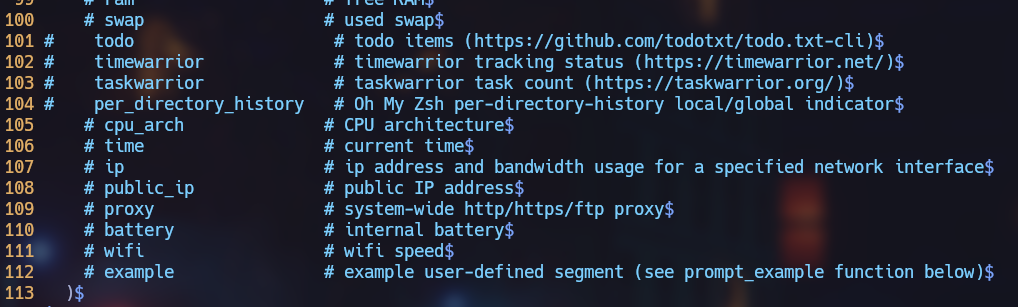 99     # ram                   # free RAM$
100     # swap                  # used swap$
101 #    todo                    # todo items (https://github.com/todotxt/todo.txt-cli)$
102 #    timewarrior             # timewarrior tracking status (https://timewarrior.net/)$
103 #    taskwarrior             # taskwarrior task count (https://taskwarrior.org/)$
104 #    per_directory_history   # Oh My Zsh per-directory-history local/global indicator$
105     # cpu_arch              # CPU architecture$
106     # time                  # current time$
107     # ip                    # ip address and bandwidth usage for a specified network interface$
108     # public_ip             # public IP address$
109     # proxy                 # system-wide http/https/ftp proxy$
110     # battery               # internal battery$
111     # wifi                  # wifi speed$
112     # example               # example user-defined segment (see prompt_example function below)$
113   )$